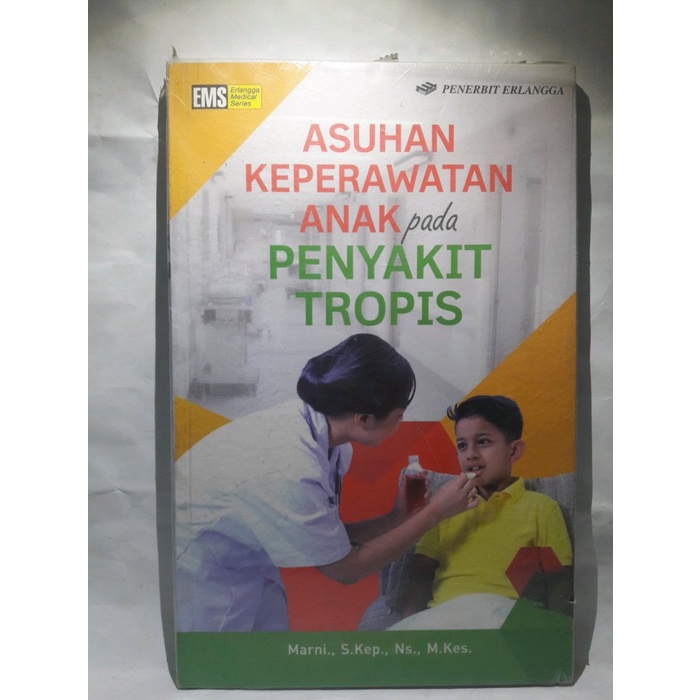 EMS
Erlangga
Medical
Series
PENERBIT ERLANGGA
ASUHAN
KEPERAWATAN
ANAK pada
PENYAKIT
TROPIS
Marni., S.Kep., Ns., M.Kes.